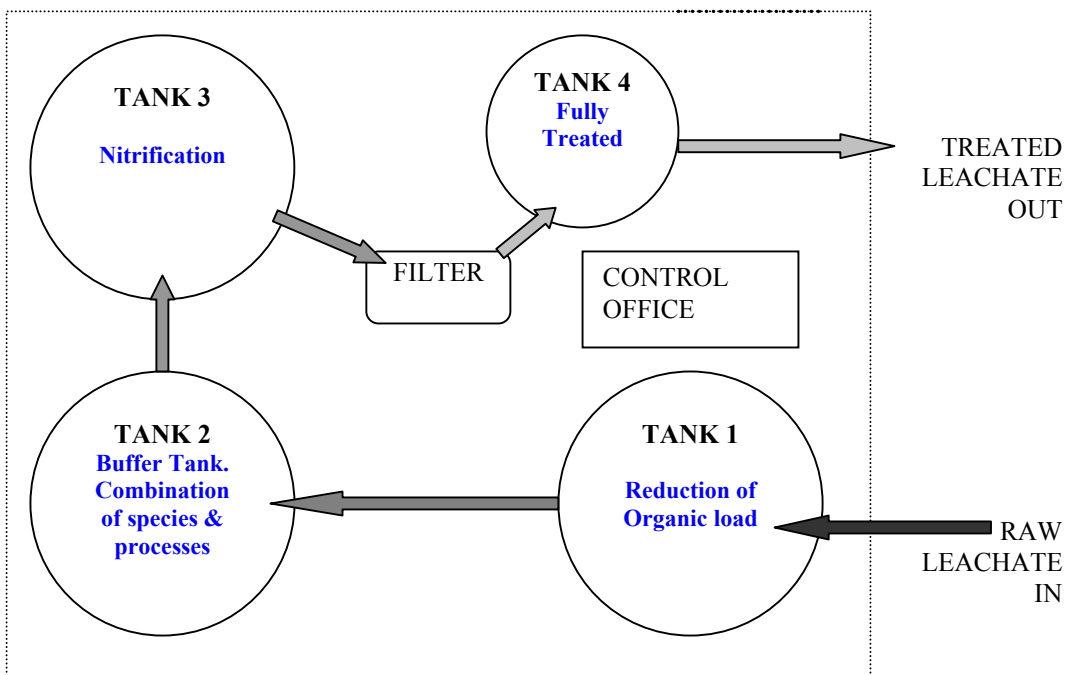 TANK 3
Nitrification
TANK 4
Fully
Treated
TREATED
LEACHATE
OUT
FILTER
CONTROL
OFFICE
TANK 2
Buffer Tank.
Combination
of species &
processes
TANK 1
Reduction of
Organic load
RAW
LEACHATE
IN